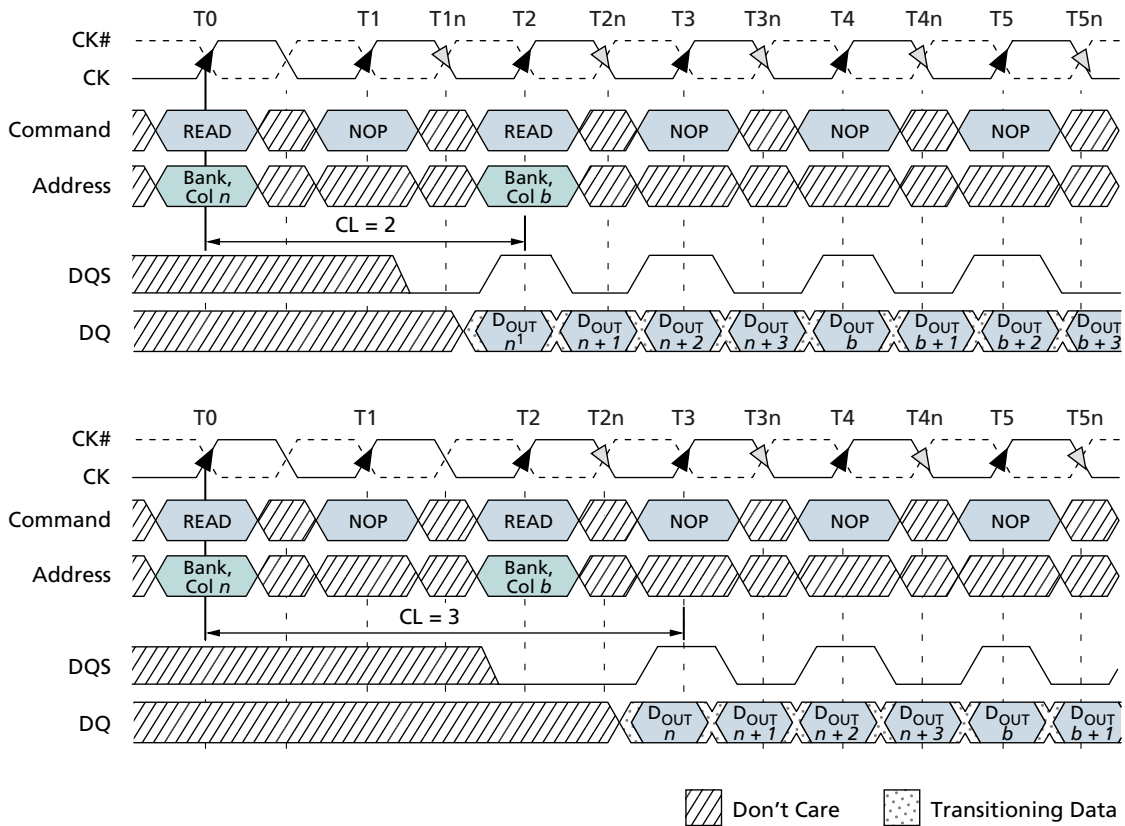 T0 T1 T1n T2 T2n T3 T3n T4 T4n T5 T5n
CK#
CK
Command READ NOP READ NOP NOP NOP
Address Bank, Col n Bank, Col b
CL = 2
DQS
DQ DOUT n1 DOUT n + 1 DOUT n + 2 DOUT n + 3 DOUT b DOUT b + 1 DOUT b + 2 DOUT b + 3
T0 T1 T2 T2n T3 T3n T4 T4n T5 T5n
CK#
CK
Command READ NOP READ NOP NOP NOP
Address Bank, Col n Bank, Col b
CL = 3
DQS
DQ DOUT n DOUT n + 1 DOUT n + 2 DOUT n + 3 DOUT b DOUT b + 1
Don't Care Transitioning Data